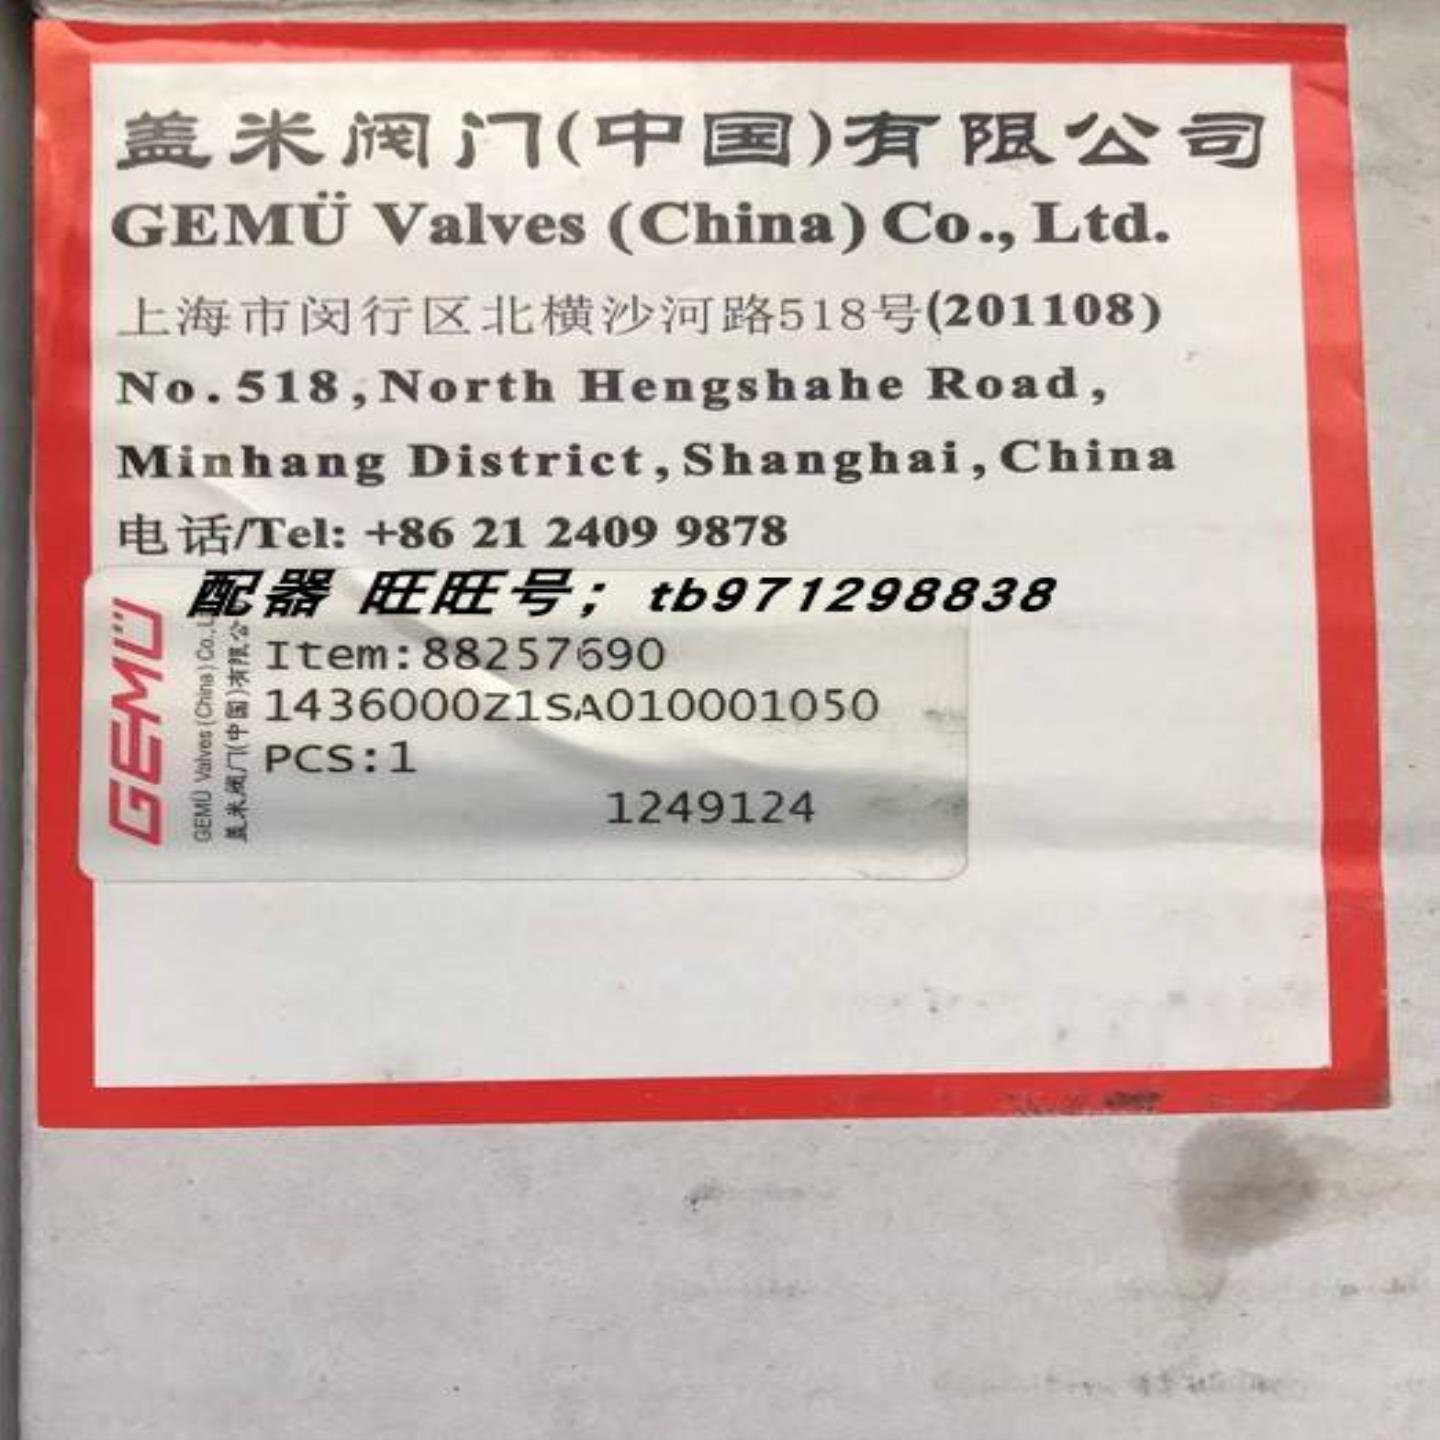 盖米阀门(中国)有限公司
GEMÜ Valves (China) Co., Ltd.
上海市闵行区北横沙河路518号(201108)
No.518,North Hengshahe Road,
Minhang District,Shanghai,China
电话/Tel: +86 21 2409 9878
配器 旺旺号; tb971298838
GEMÜ
GEMÜ Valves (China) Co.,L
盖米阀门(中国)有限公
Item:88257690
1436000Z1SA010001050
PCS:1
1249124